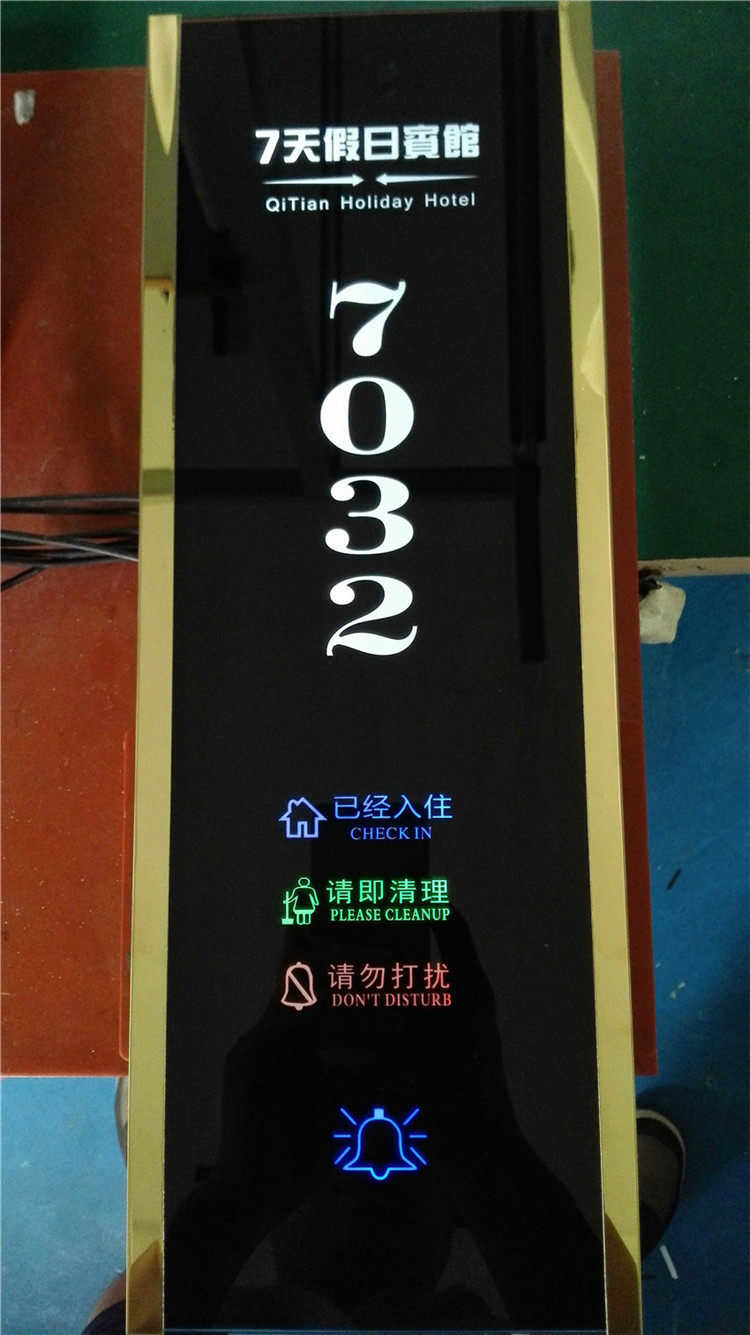 7天假日賓館
QiTian Holiday Hotel
7
0
3
2
已经入住
CHECK IN
请即清理
PLEASE CLEANUP
请勿打扰
DON'T DISTURB